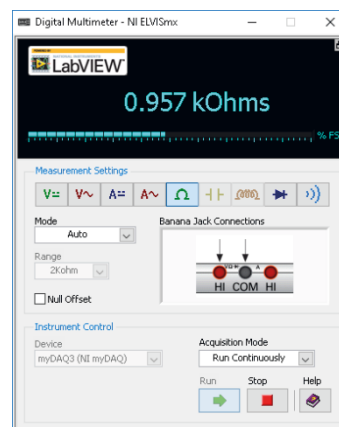 Digital Multimeter - NI ELVISmx
LabVIEW
0.957 kOhms
% FS
Measurement Settings
V= V~ A= A~ Ω
Mode
Banana Jack Connections
Auto
Range
2Kohm
HI COM HI
Null Offset
Instrument Control
Device
Acquisition Mode
myDAQ3 (NI myDAQ)
Run Continuously
Run Stop Help